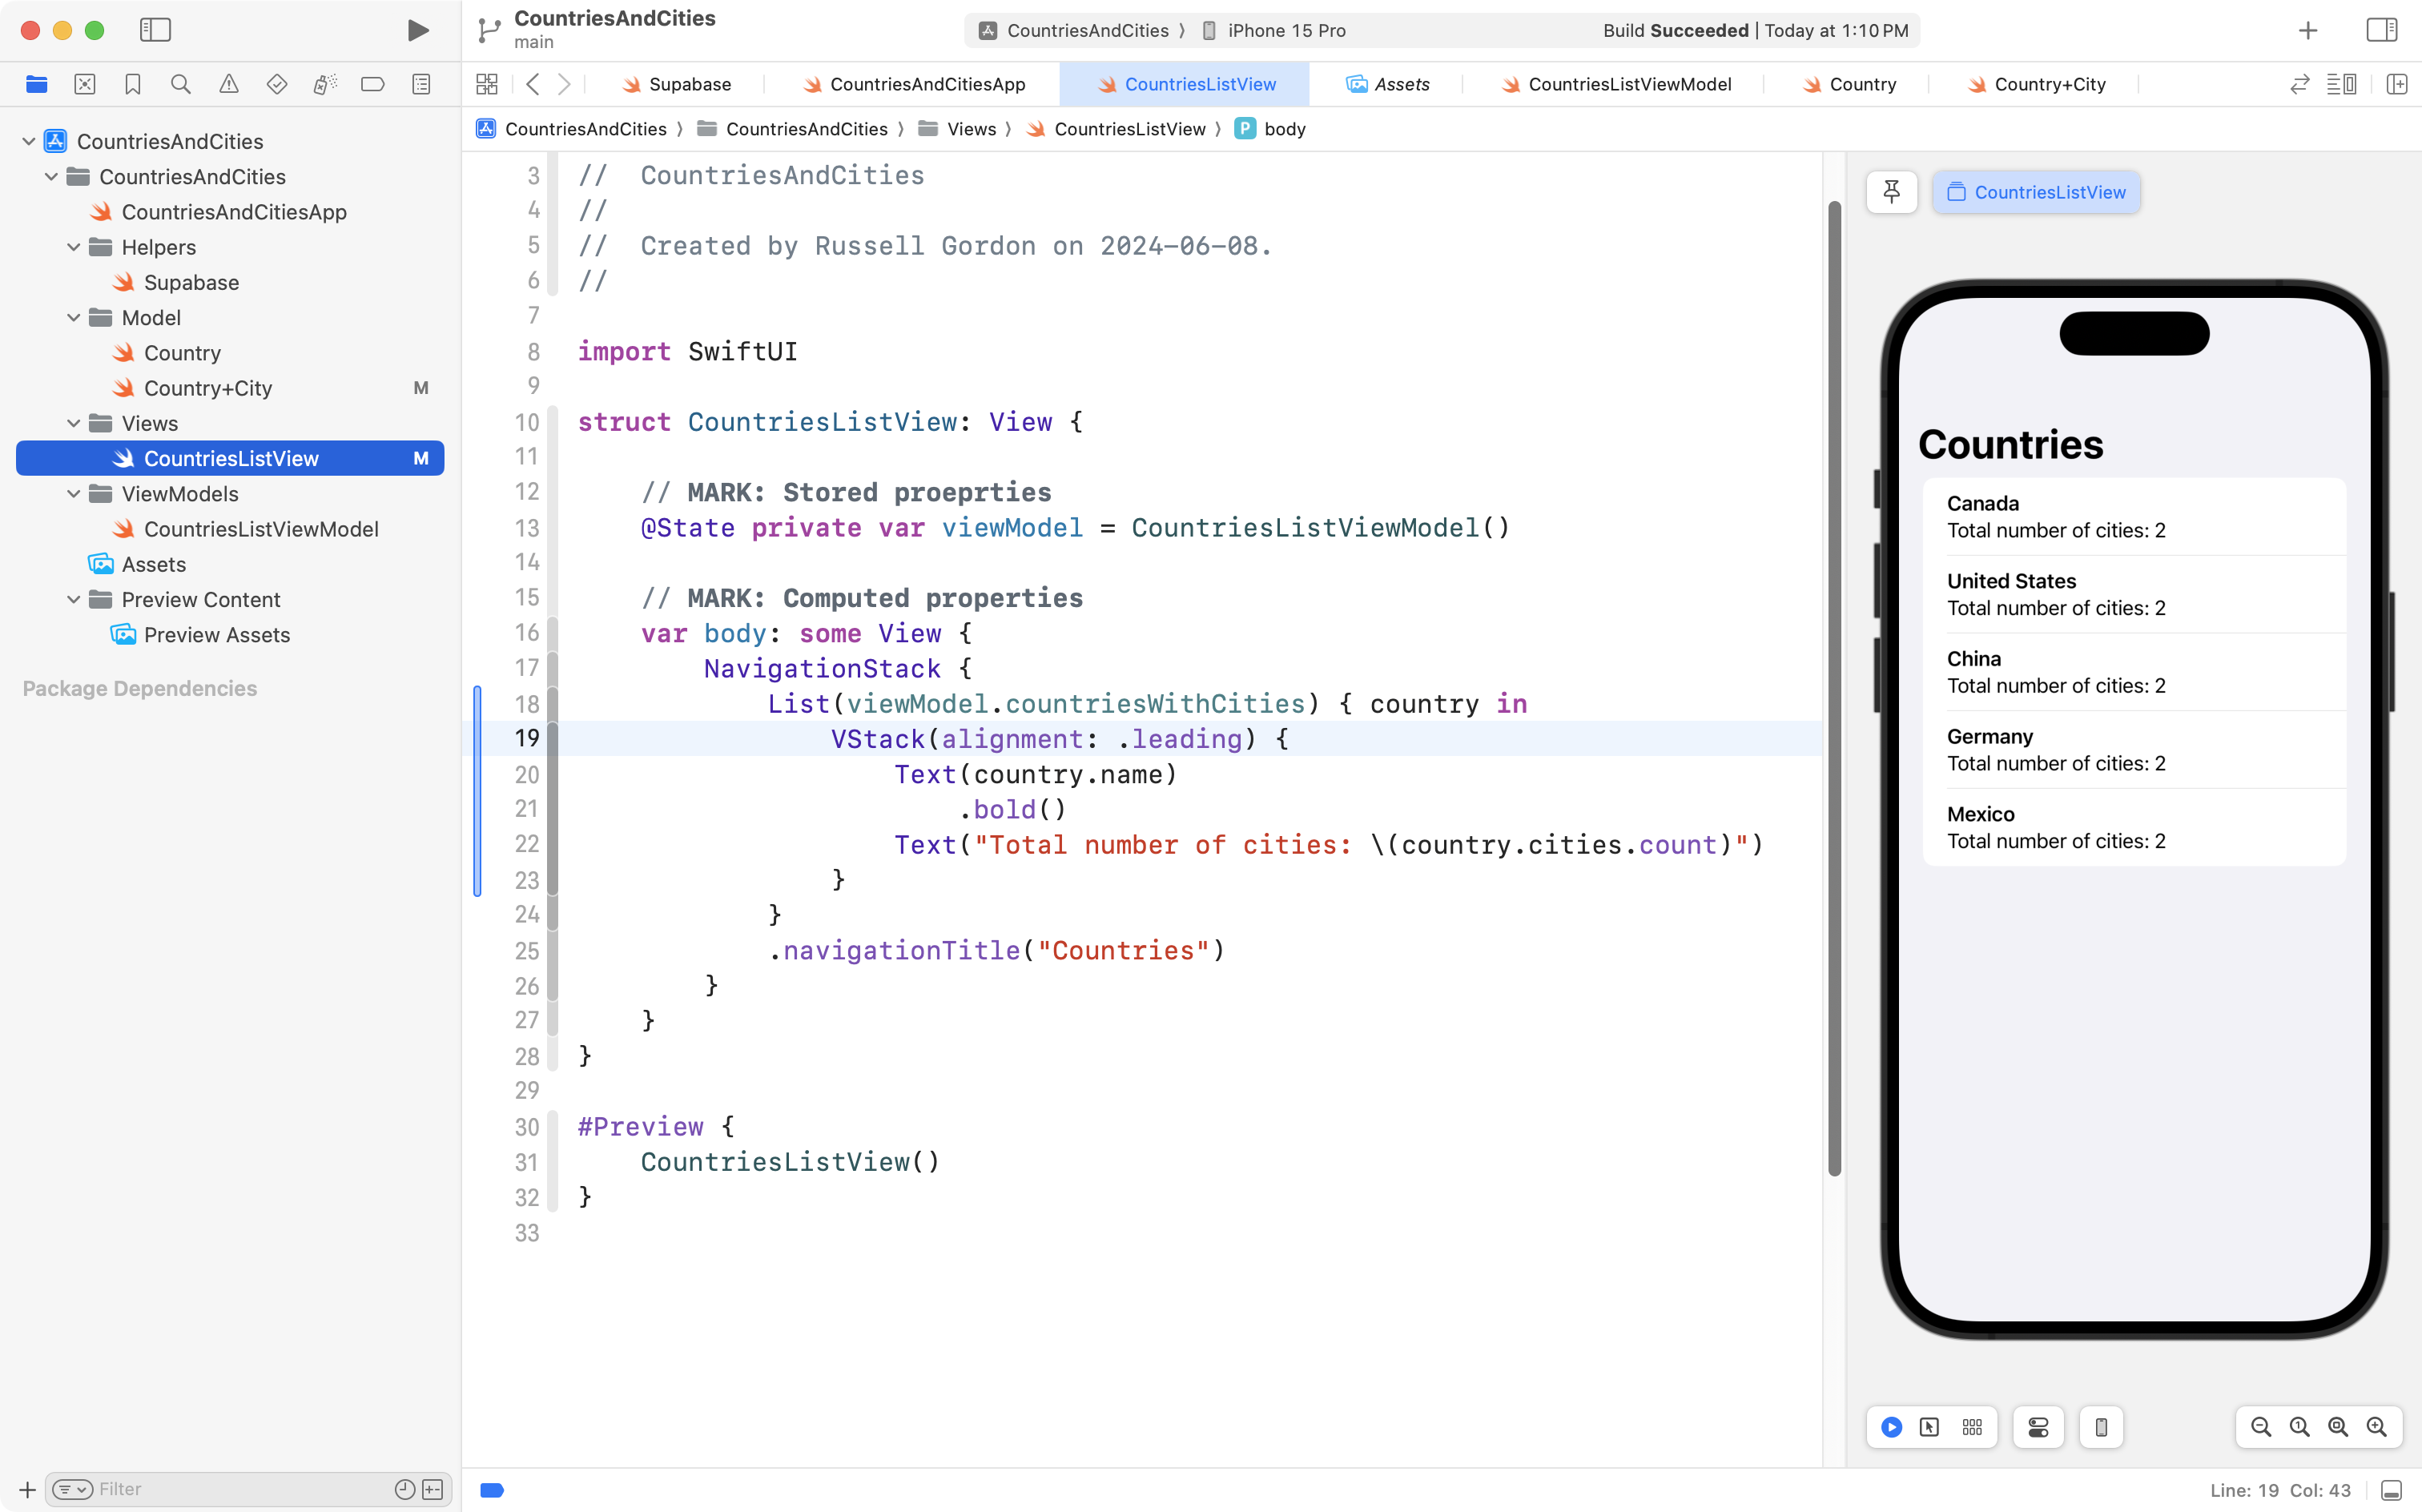 CountriesAndCities
main
CountriesAndCities ⟩ iPhone 15 Pro
Build Succeeded | Today at 1:10 PM
Supabase
CountriesAndCitiesApp
CountriesListView
Assets
CountriesListViewModel
Country
Country+City
CountriesAndCities ⟩ CountriesAndCities ⟩ Views ⟩ CountriesListView ⟩ P body
CountriesAndCities
CountriesAndCities
CountriesAndCitiesApp
Helpers
Supabase
Model
Country
Country+City M
Views
CountriesListView M
ViewModels
CountriesListViewModel
Assets
Preview Content
Preview Assets
Package Dependencies
Filter
3 //  CountriesAndCities
4 //
5 //  Created by Russell Gordon on 2024-06-08.
6 //
7
8 import SwiftUI
9
10 struct CountriesListView: View {
11
12     // MARK: Stored proeprties
13     @State private var viewModel = CountriesListViewModel()
14
15     // MARK: Computed properties
16     var body: some View {
17         NavigationStack {
18             List(viewModel.countriesWithCities) { country in
19                 VStack(alignment: .leading) {
20                     Text(country.name)
21                         .bold()
22                     Text("Total number of cities: \(country.cities.count)")
23                 }
24             }
25             .navigationTitle("Countries")
26         }
27     }
28 }
29
30 #Preview {
31     CountriesListView()
32 }
33
CountriesListView
Countries
Canada
Total number of cities: 2
United States
Total number of cities: 2
China
Total number of cities: 2
Germany
Total number of cities: 2
Mexico
Total number of cities: 2
Line: 19 Col: 43